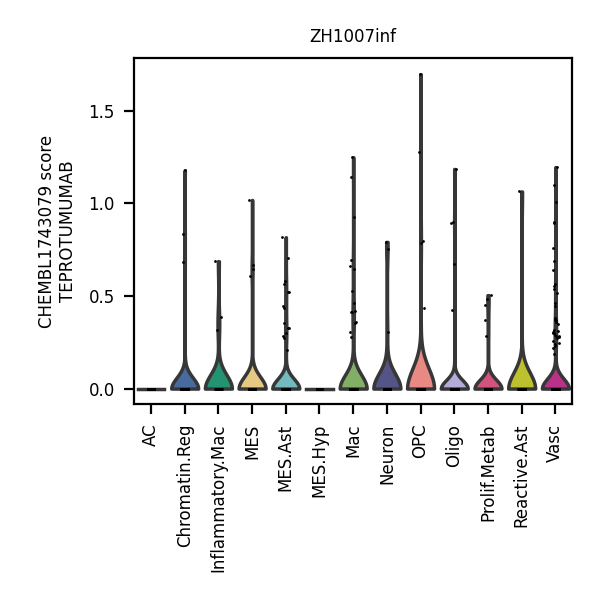 ZH1007inf
CHEMBL1743079 score
TEPROTUMUMAB
1.5
1.0
0.5
0.0
AC
Chromatin.Reg
Inflammatory.Mac
MES
MES.Ast
MES.Hyp
Mac
Neuron
OPC
Oligo
Prolif.Metab
Reactive.Ast
Vasc